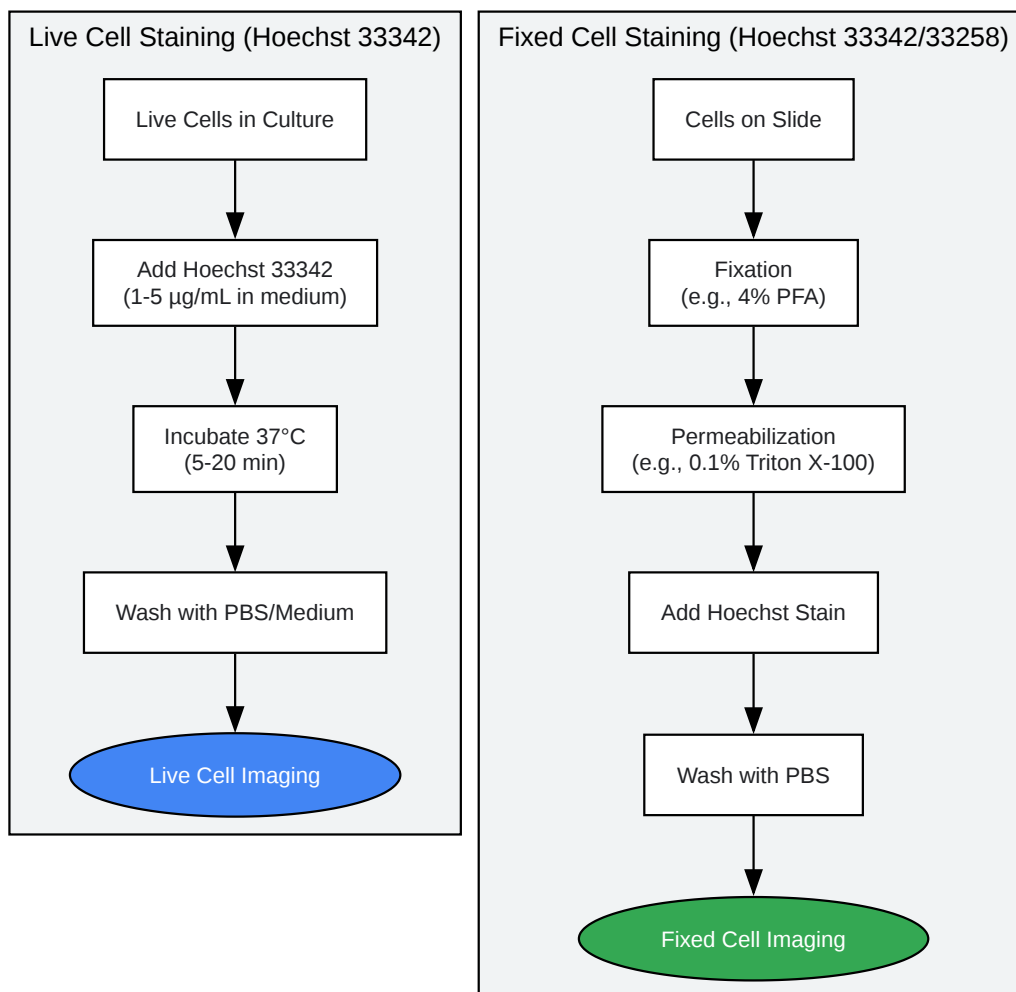 Live Cell Staining (Hoechst 33342)
Live Cells in Culture
Add Hoechst 33342
(1-5 µg/mL in medium)
Incubate 37°C
(5-20 min)
Wash with PBS/Medium
Live Cell Imaging
Fixed Cell Staining (Hoechst 33342/33258)
Cells on Slide
Fixation
(e.g., 4% PFA)
Permeabilization
(e.g., 0.1% Triton X-100)
Add Hoechst Stain
Wash with PBS
Fixed Cell Imaging